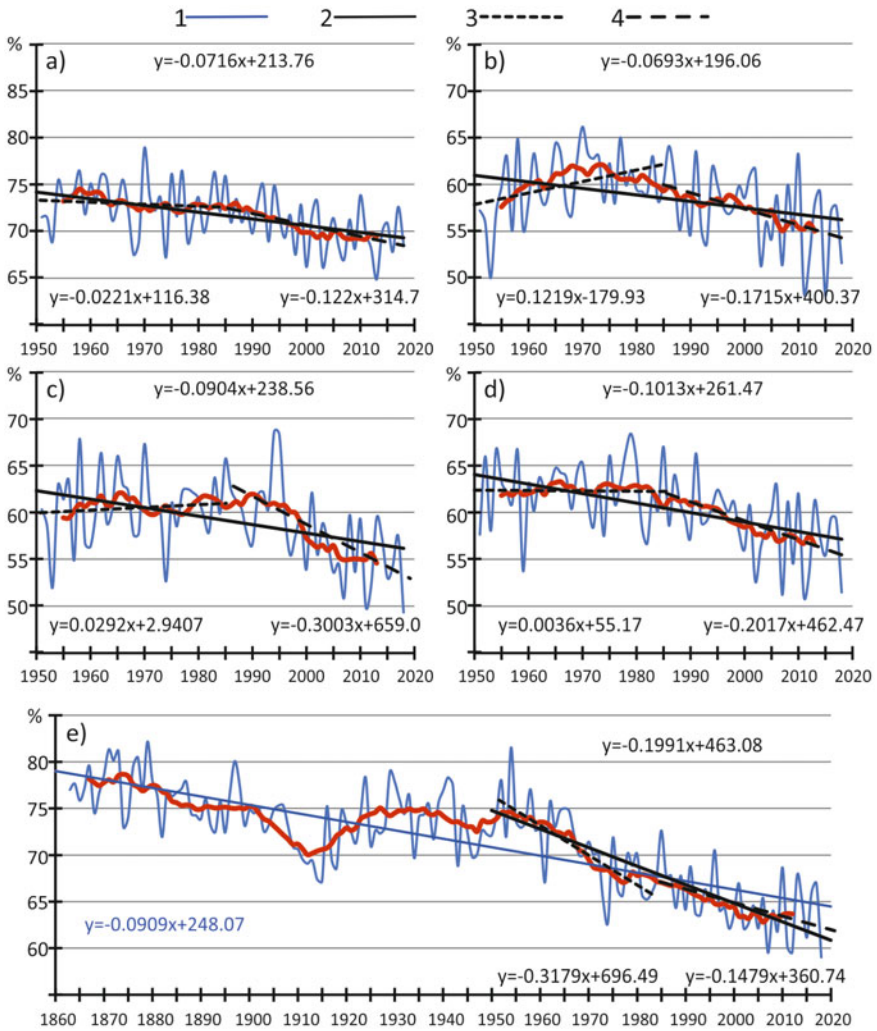 1 2 3 4
%
a)
y=-0.0716x+213.76
85
80
75
70
65
y=-0.0221x+116.38
y=-0.122x+314.7
1950 1960 1970 1980 1990 2000 2010 2020
%
b)
y=-0.0693x+196.06
70
65
60
55
50
y=0.1219x-179.93
y=-0.1715x+400.37
1950 1960 1970 1980 1990 2000 2010 2020
%
c)
y=-0.0904x+238.56
70
65
60
55
50
y=0.0292x+2.9407
y=-0.3003x+659.0
1950 1960 1970 1980 1990 2000 2010 2020
%
d)
y=-0.1013x+261.47
70
65
60
55
50
y=0.0036x+55.17
y=-0.2017x+462.47
1950 1960 1970 1980 1990 2000 2010 2020
%
e)
y=-0.1991x+463.08
80
75
70
65
60
y=-0.0909x+248.07
y=-0.3179x+696.49
y=-0.1479x+360.74
1860 1870 1880 1890 1900 1910 1920 1930 1940 1950 1960 1970 1980 1990 2000 2010 2020